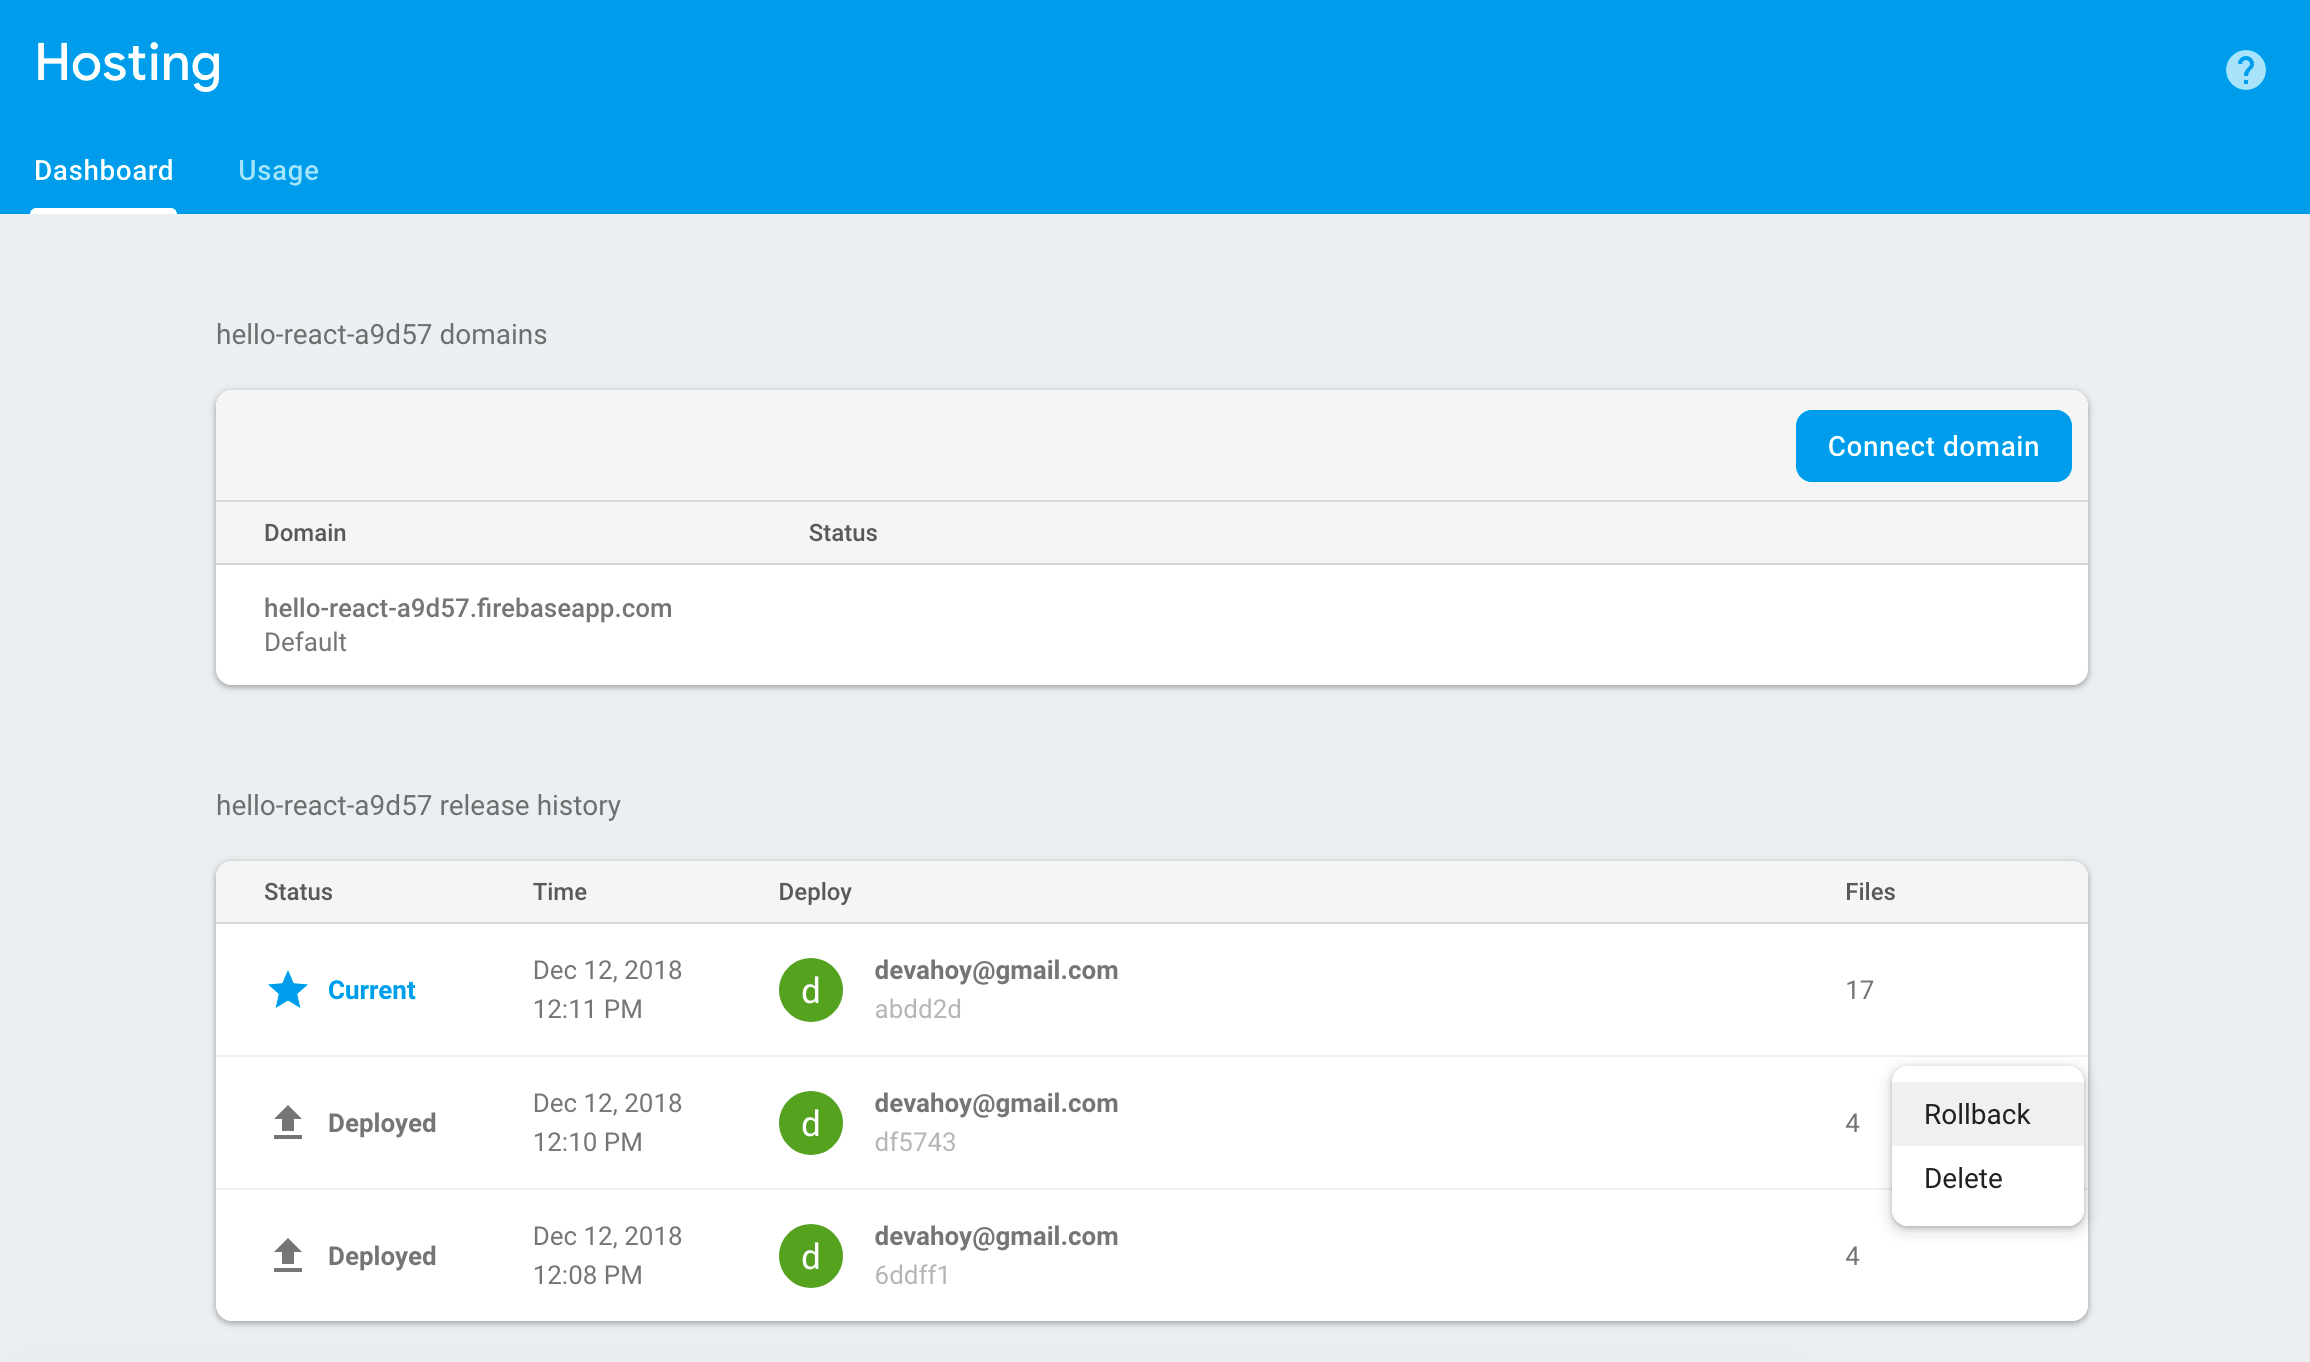 Hosting
?
Dashboard Usage
hello-react-a9d57 domains
Connect domain
Domain Status
hello-react-a9d57.firebaseapp.com
Default
hello-react-a9d57 release history
Status Time Deploy Files
Current Dec 12, 2018 12:11 PM d devahoy@gmail.com abdd2d 17
Deployed Dec 12, 2018 12:10 PM d devahoy@gmail.com df5743 4
Rollback
Delete
Deployed Dec 12, 2018 12:08 PM d devahoy@gmail.com 6ddff1 4